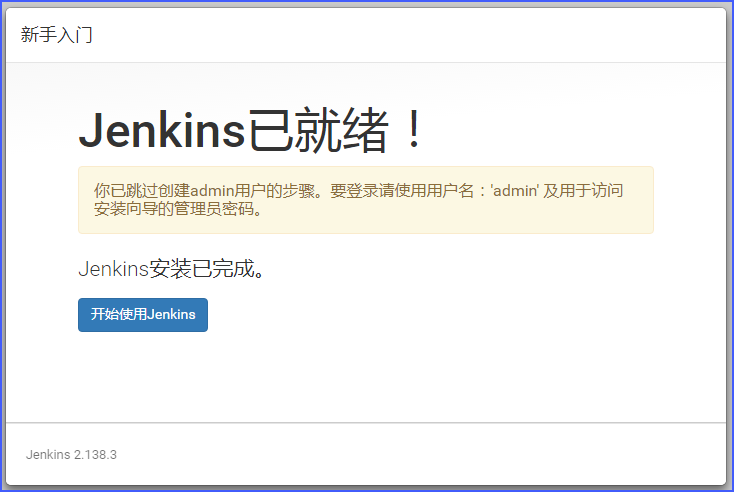 新手入门
Jenkins已就绪！
你已跳过创建admin用户的步骤。要登录请使用用户名：'admin' 及用于访问
安装向导的管理员密码。
Jenkins安装已完成。
开始使用Jenkins
Jenkins 2.138.3